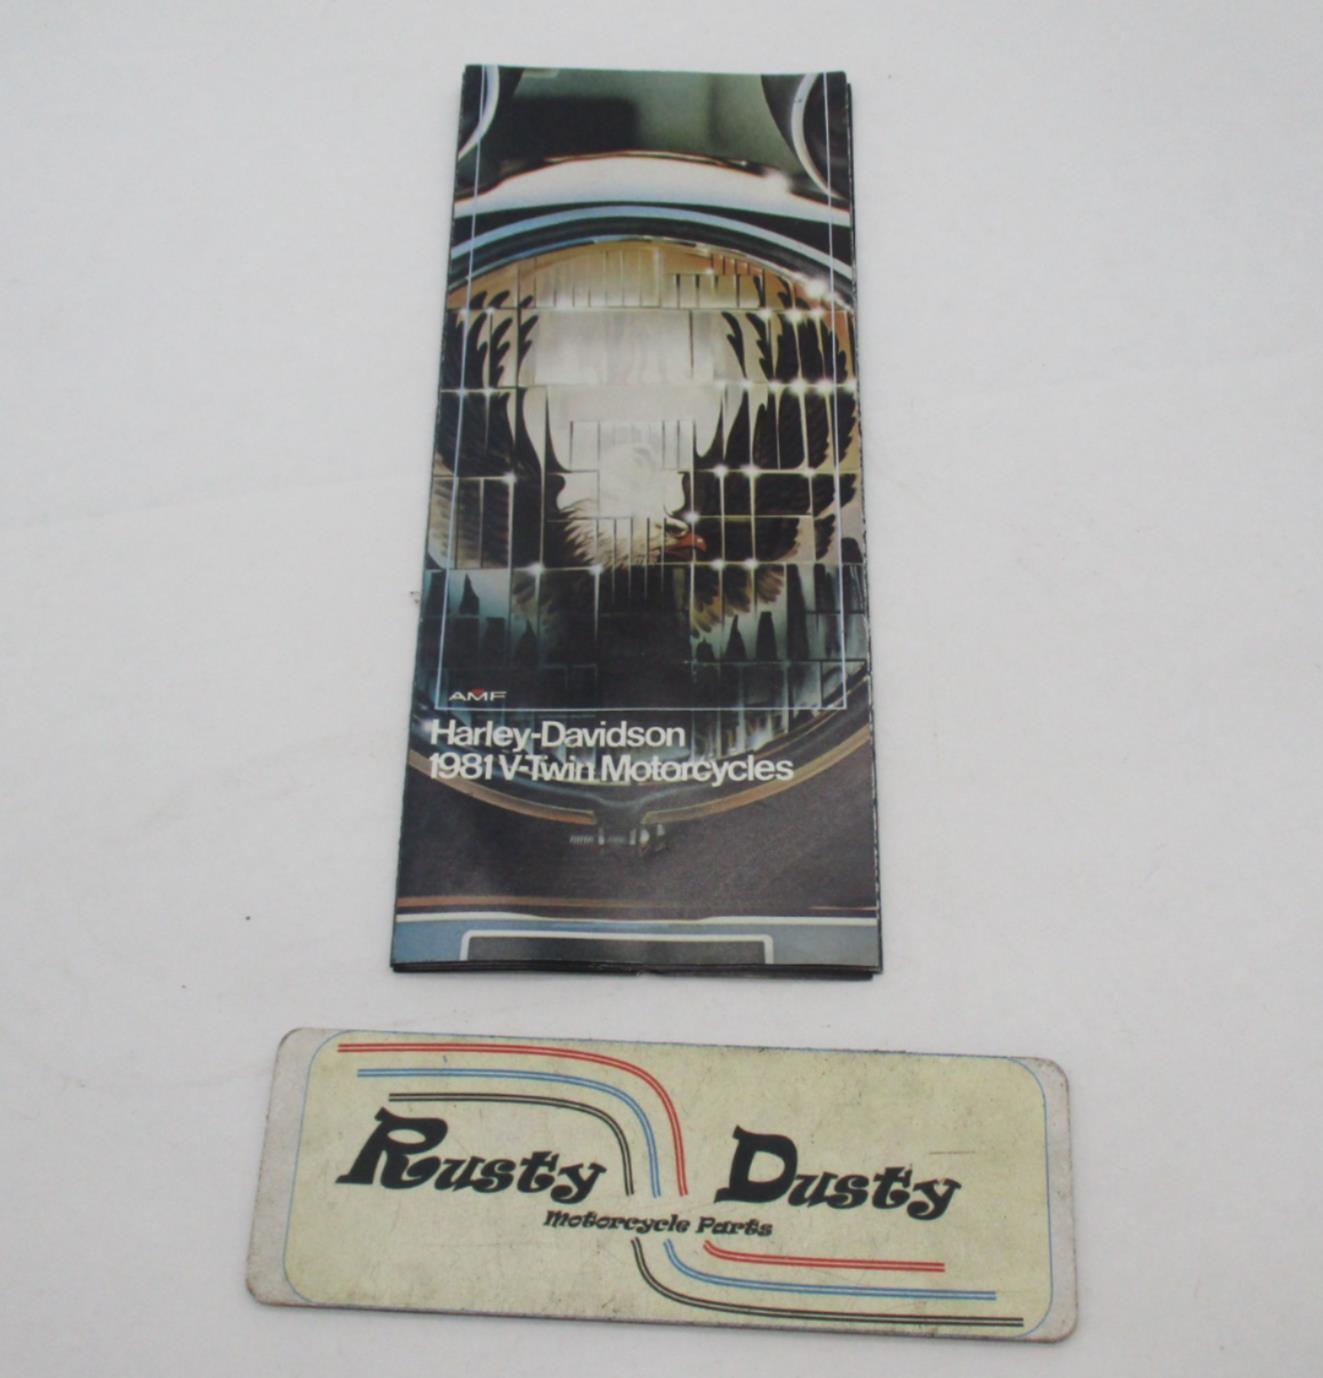 AMF
Harley-Davidson
1981 V-Twin Motorcycles
Rusty Dusty
Motorcycle Parts